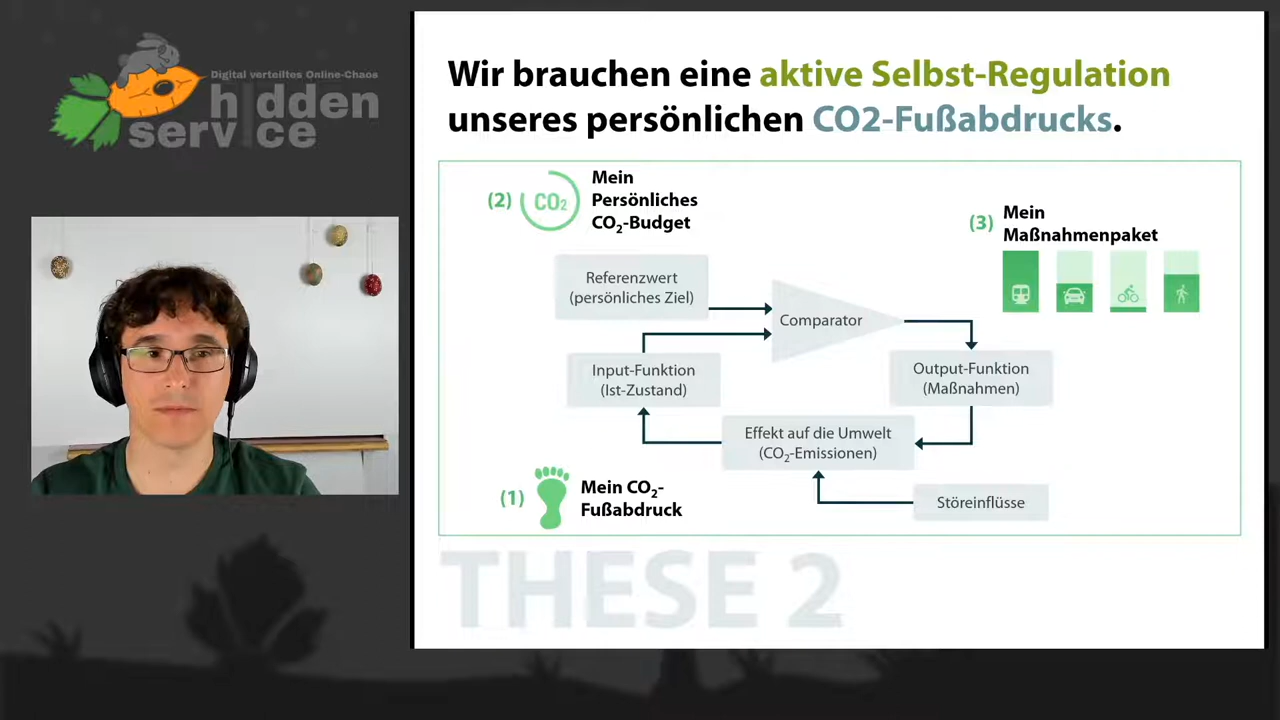 Digital verteiltes Online-Chaos
hidden
service
Wir brauchen eine aktive Selbst-Regulation
unseres persönlichen CO2-Fußabdrucks.
(2)
CO2
Mein
Persönliches
CO₂-Budget
(3)
Mein
Maßnahmenpaket
Referenzwert
(persönliches Ziel)
Comparator
Input-Funktion
(Ist-Zustand)
Output-Funktion
(Maßnahmen)
Effekt auf die Umwelt
(CO₂-Emissionen)
(1)
Mein CO₂-
Fußabdruck
Störeinflüsse
THESE 2